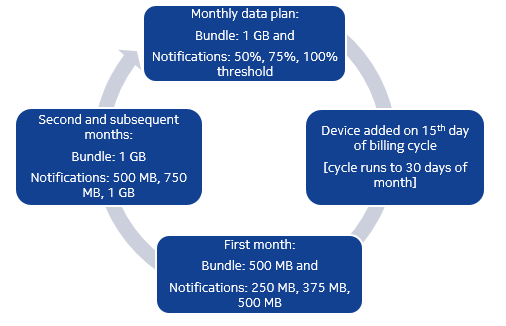 Monthly data plan:
Bundle: 1 GB and
Notifications: 50%, 75%, 100%
threshold
Device added on 15th day
of billing cycle
[cycle runs to 30 days of
month]
First month:
Bundle: 500 MB and
Notifications: 250 MB, 375 MB,
500 MB
Second and subsequent
months:
Bundle: 1 GB
Notifications: 500 MB, 750
MB, 1 GB